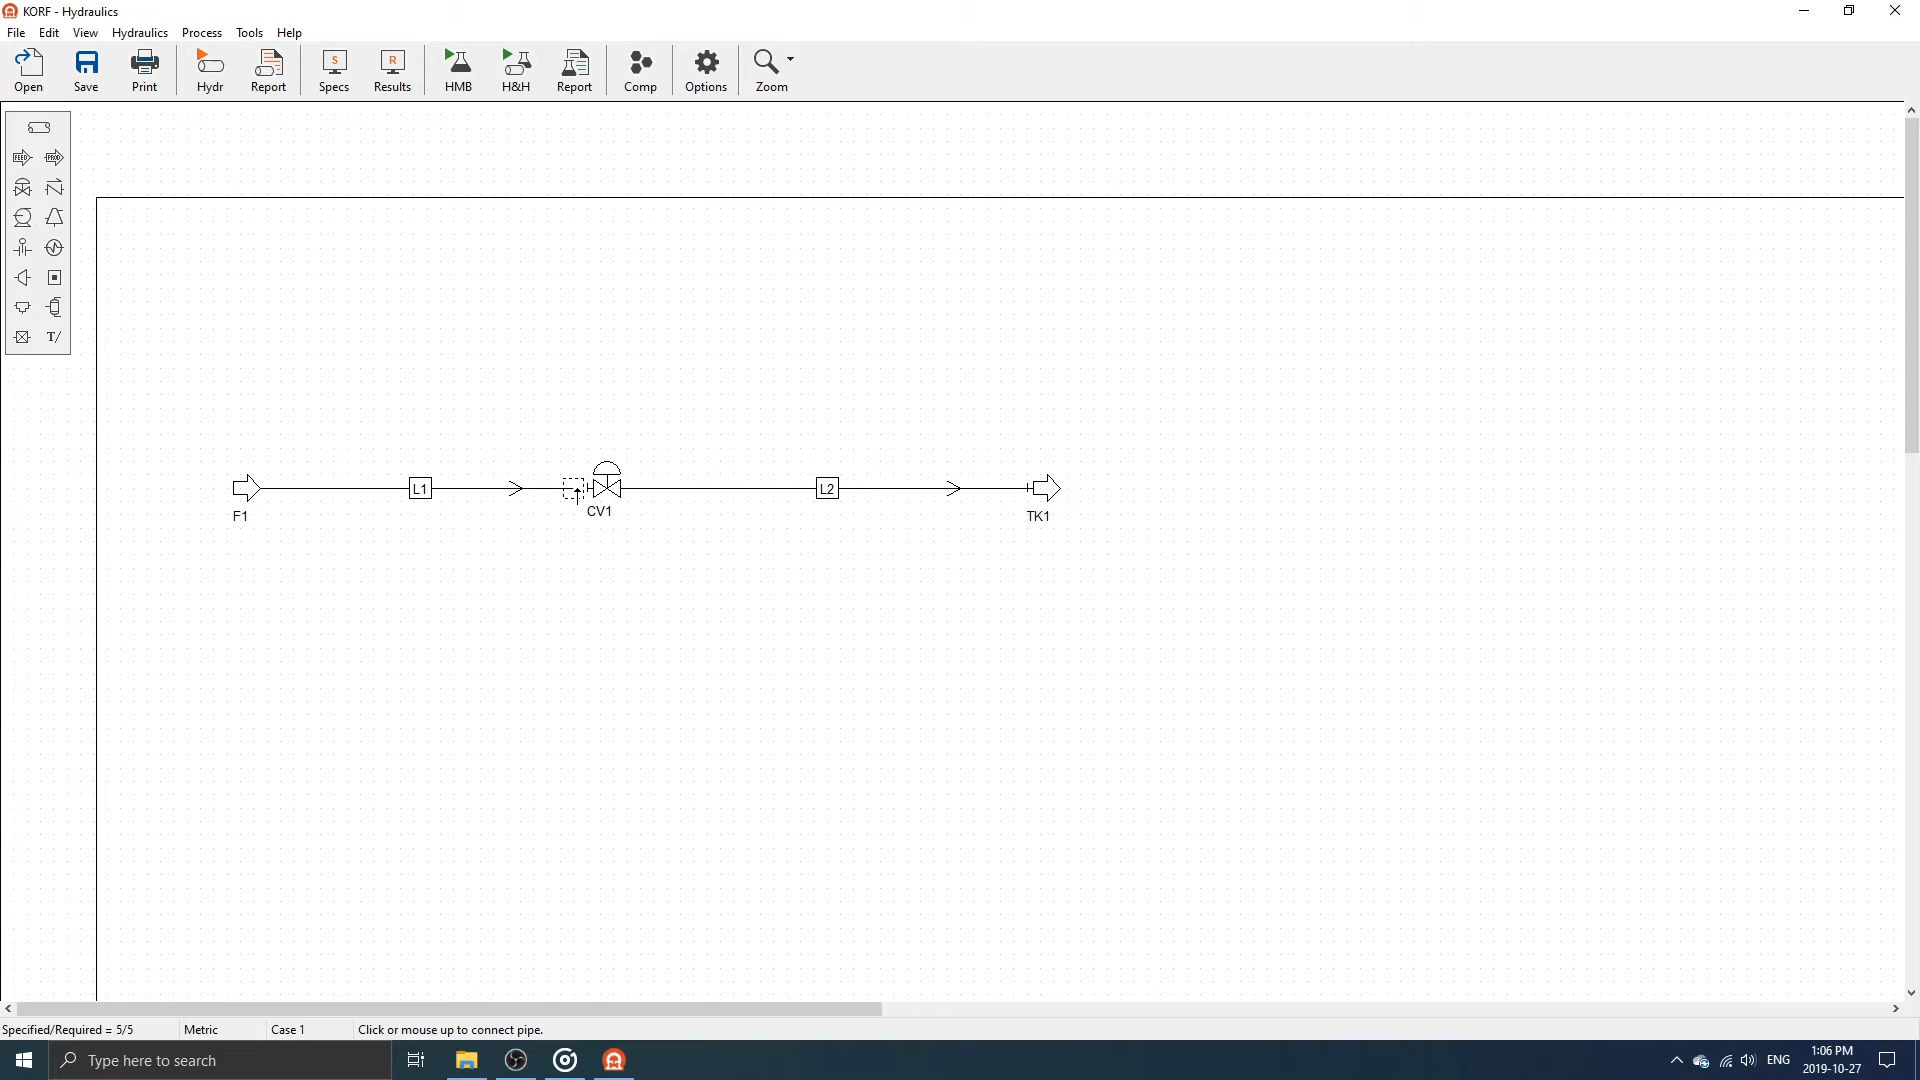 KORF - Hydraulics
File Edit View Hydraulics Process Tools Help
Open Save Print Hydr Report Specs Results HMB H&H Report Comp Options Zoom
S R
FEED PROD
T/
L1 L2
F1 CV1 TK1
Specified/Required = 5/5 Metric Case 1 Click or mouse up to connect pipe.
Type here to search ENG 1:06 PM
2019-10-27